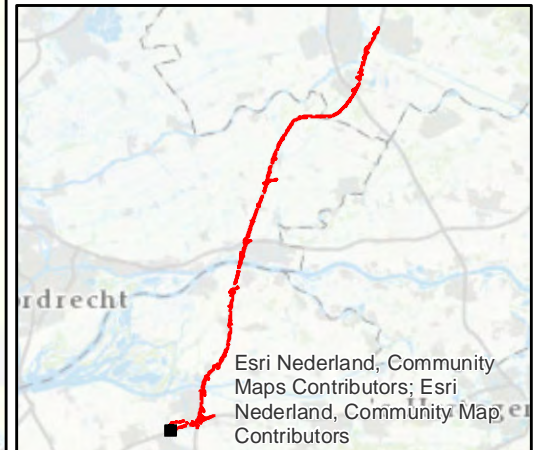 ordrecht
Esri Nederland, Community
Maps Contributors; Esri
Nederland, Community Map
Contributors